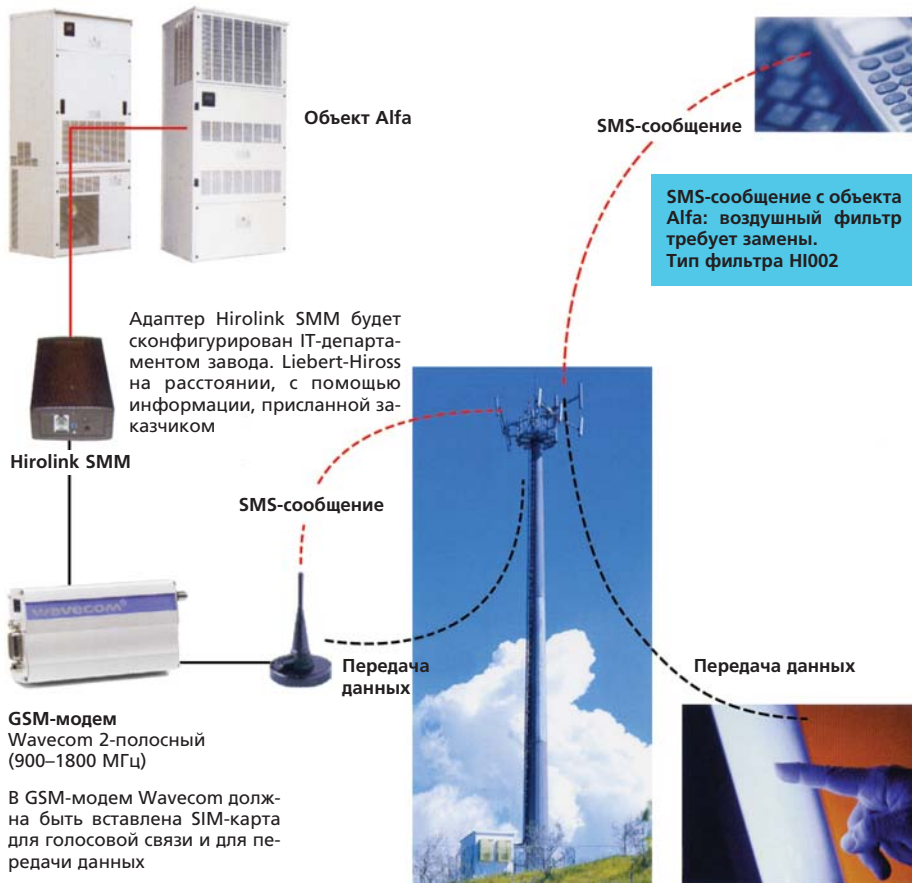 Объект Alfa
SMS-сообщение
SMS-сообщение с объекта
Alfa: воздушный фильтр
требует замены.
Тип фильтра HI002
Адаптер Hirolink SMM будет
сконфигурирован IT-департа-
ментом завода. Liebert-Hiross
на расстоянии, с помощью
информации, присланной за-
казчиком
Hirolink SMM
SMS-сообщение
wavecom
Передача
данных
Передача данных
GSM-модем
Wavecom 2-полосный
(900–1800 МГц)
В GSM-модем Wavecom долж-
на быть вставлена SIM-карта
для голосовой связи и для пе-
редачи данных